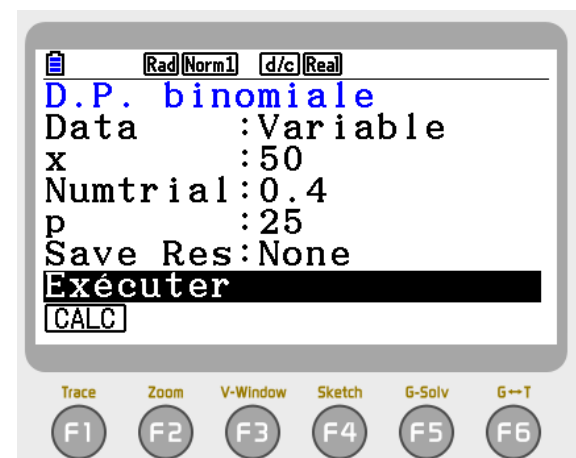 Rad Norm1 d/c Real
D.P. binomiale
Data :Variable
x :50
Numtrial:0.4
p :25
Save Res:None
Exécuter
CALC
Trace Zoom V-Window Sketch G-Solv G↔T
F1 F2 F3 F4 F5 F6